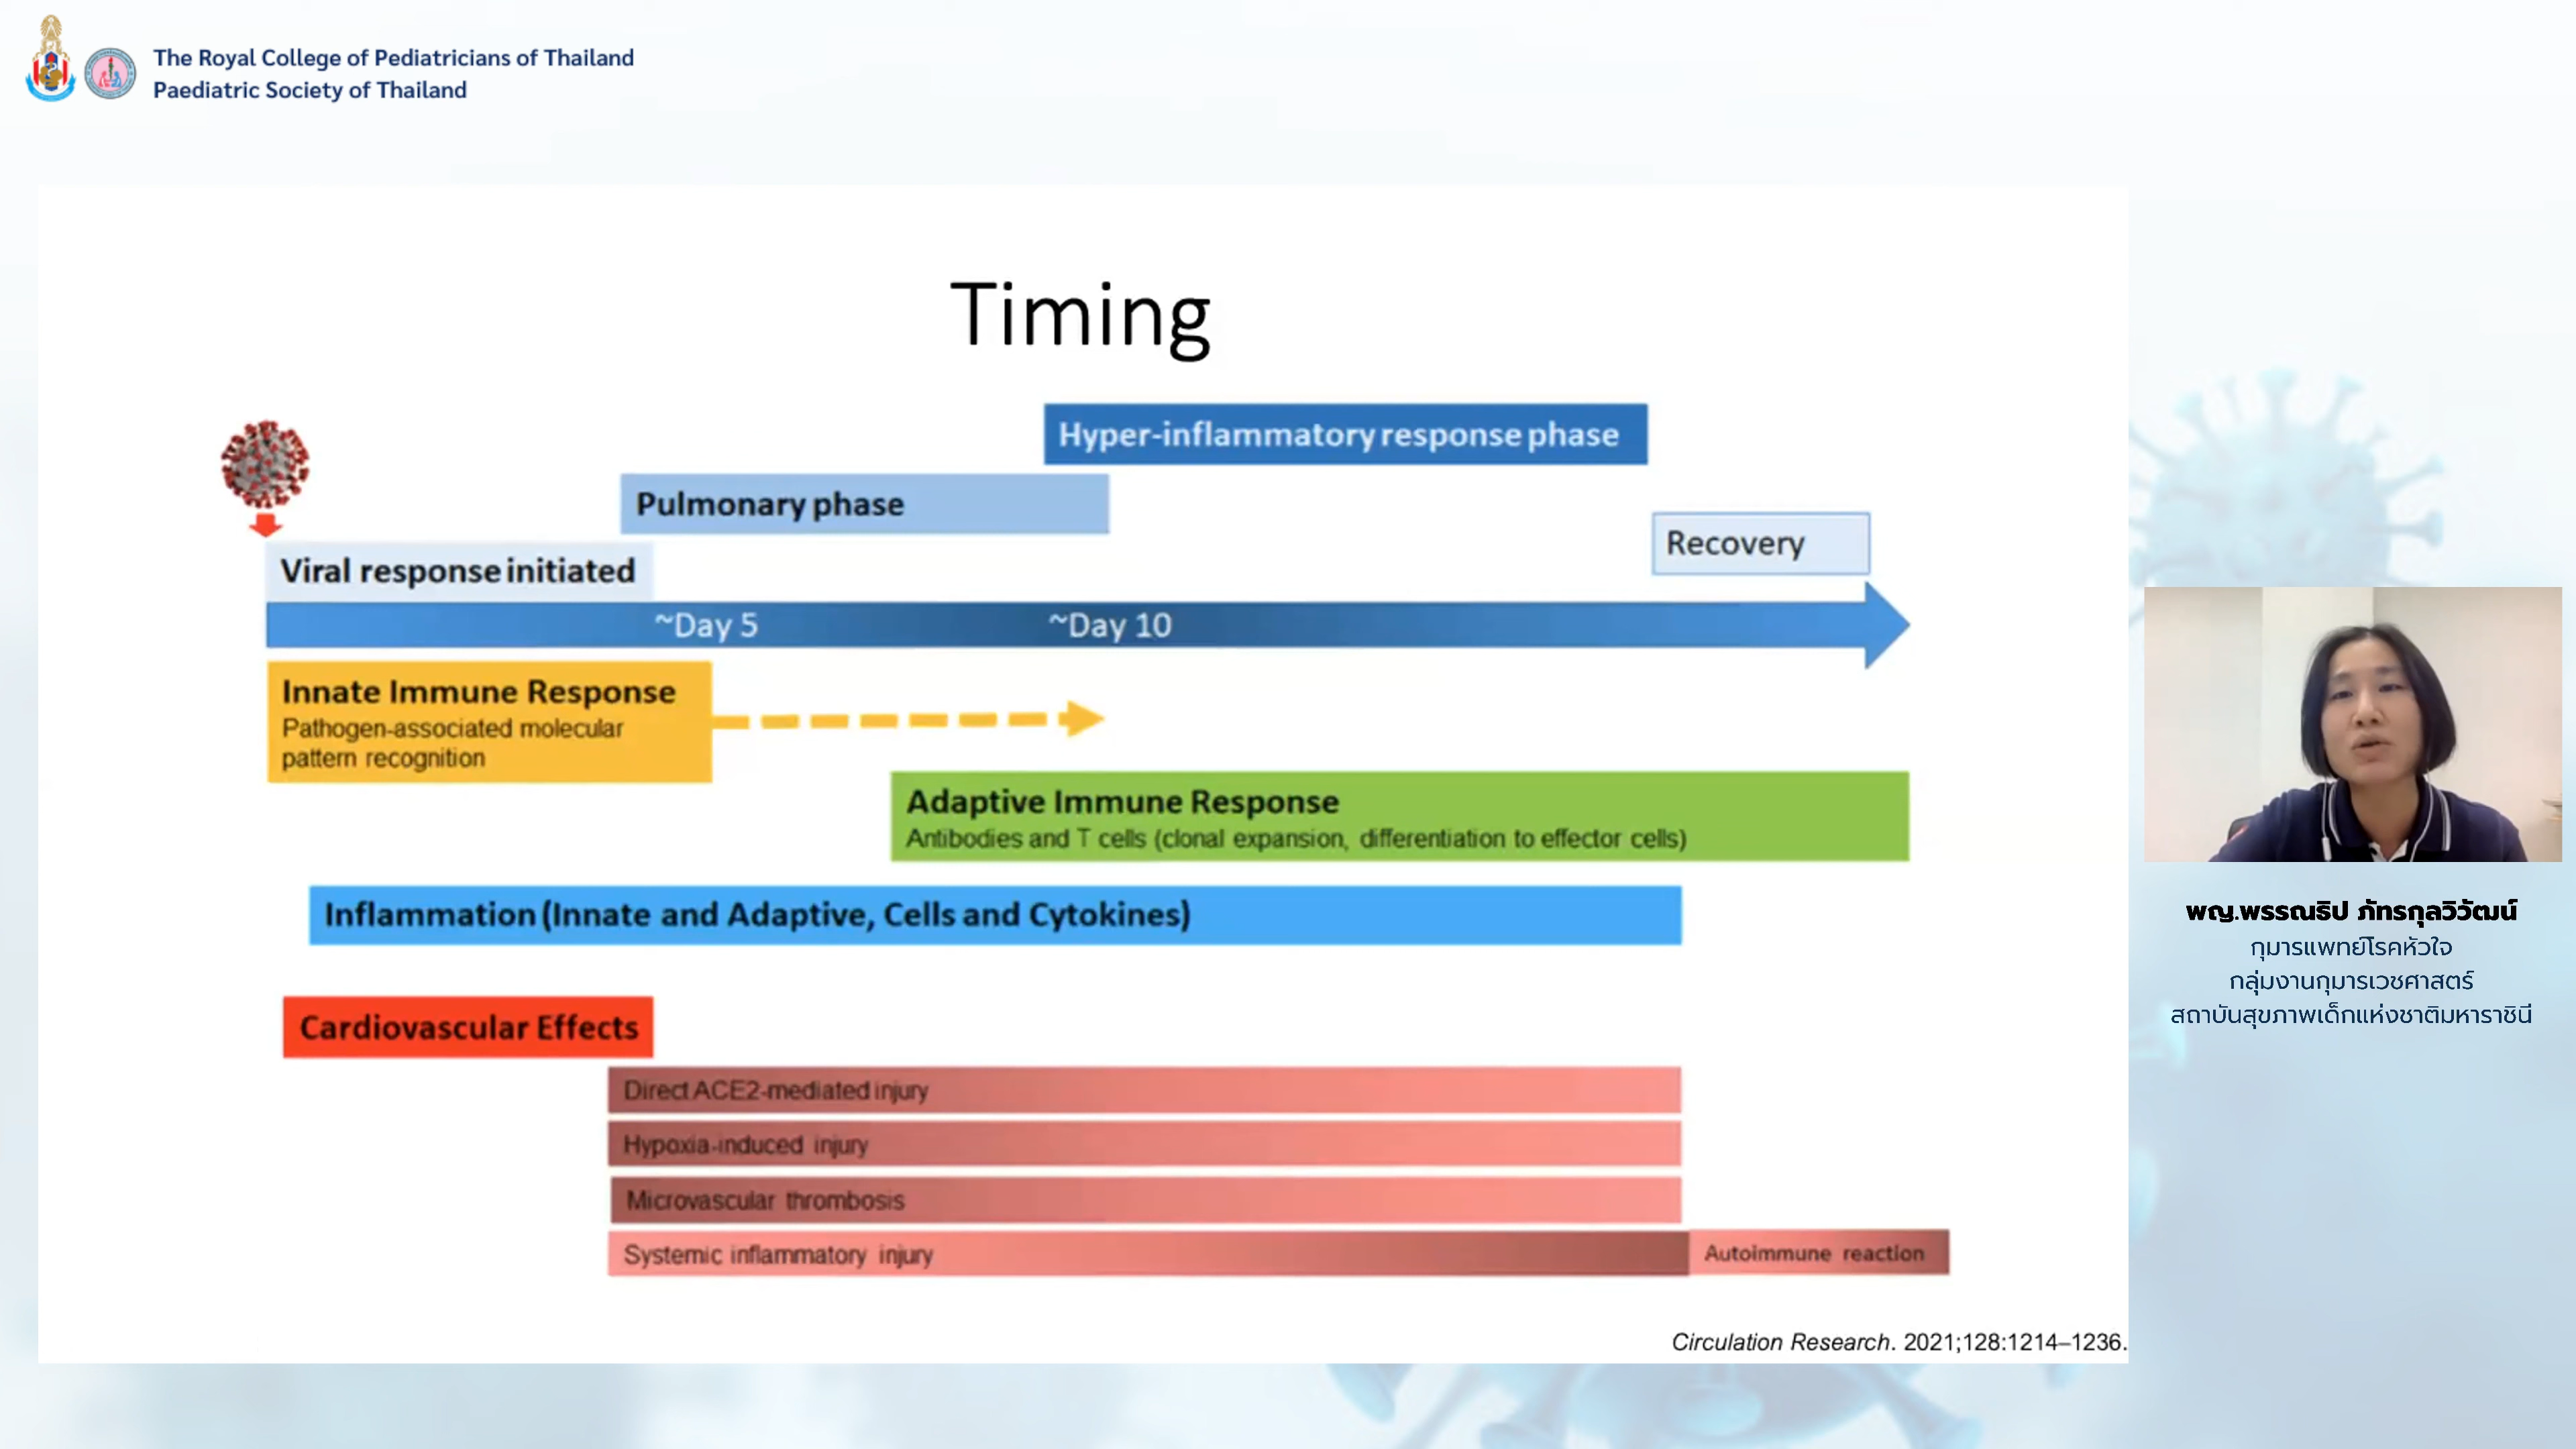 The Royal College of Pediatricians of Thailand
Paediatric Society of Thailand
Timing
Hyper-inflammatory response phase
Pulmonary phase
Recovery
Viral response initiated
~Day 5
~Day 10
Innate Immune Response
Pathogen-associated molecular
pattern recognition
Adaptive Immune Response
Antibodies and T cells (clonal expansion, differentiation to effector cells)
Inflammation (Innate and Adaptive, Cells and Cytokines)
Cardiovascular Effects
Direct ACE2-mediated injury
Hypoxia-induced injury
Microvascular thrombosis
Systemic inflammatory injury
Autoimmune reaction
Circulation Research. 2021;128:1214–1236.
พญ.พรรณธิป ภัทรกุลวิวัฒน์
กุมารแพทย์โรคหัวใจ
กลุ่มงานกุมารเวชศาสตร์
สถาบันสุขภาพเด็กแห่งชาติมหาราชินี